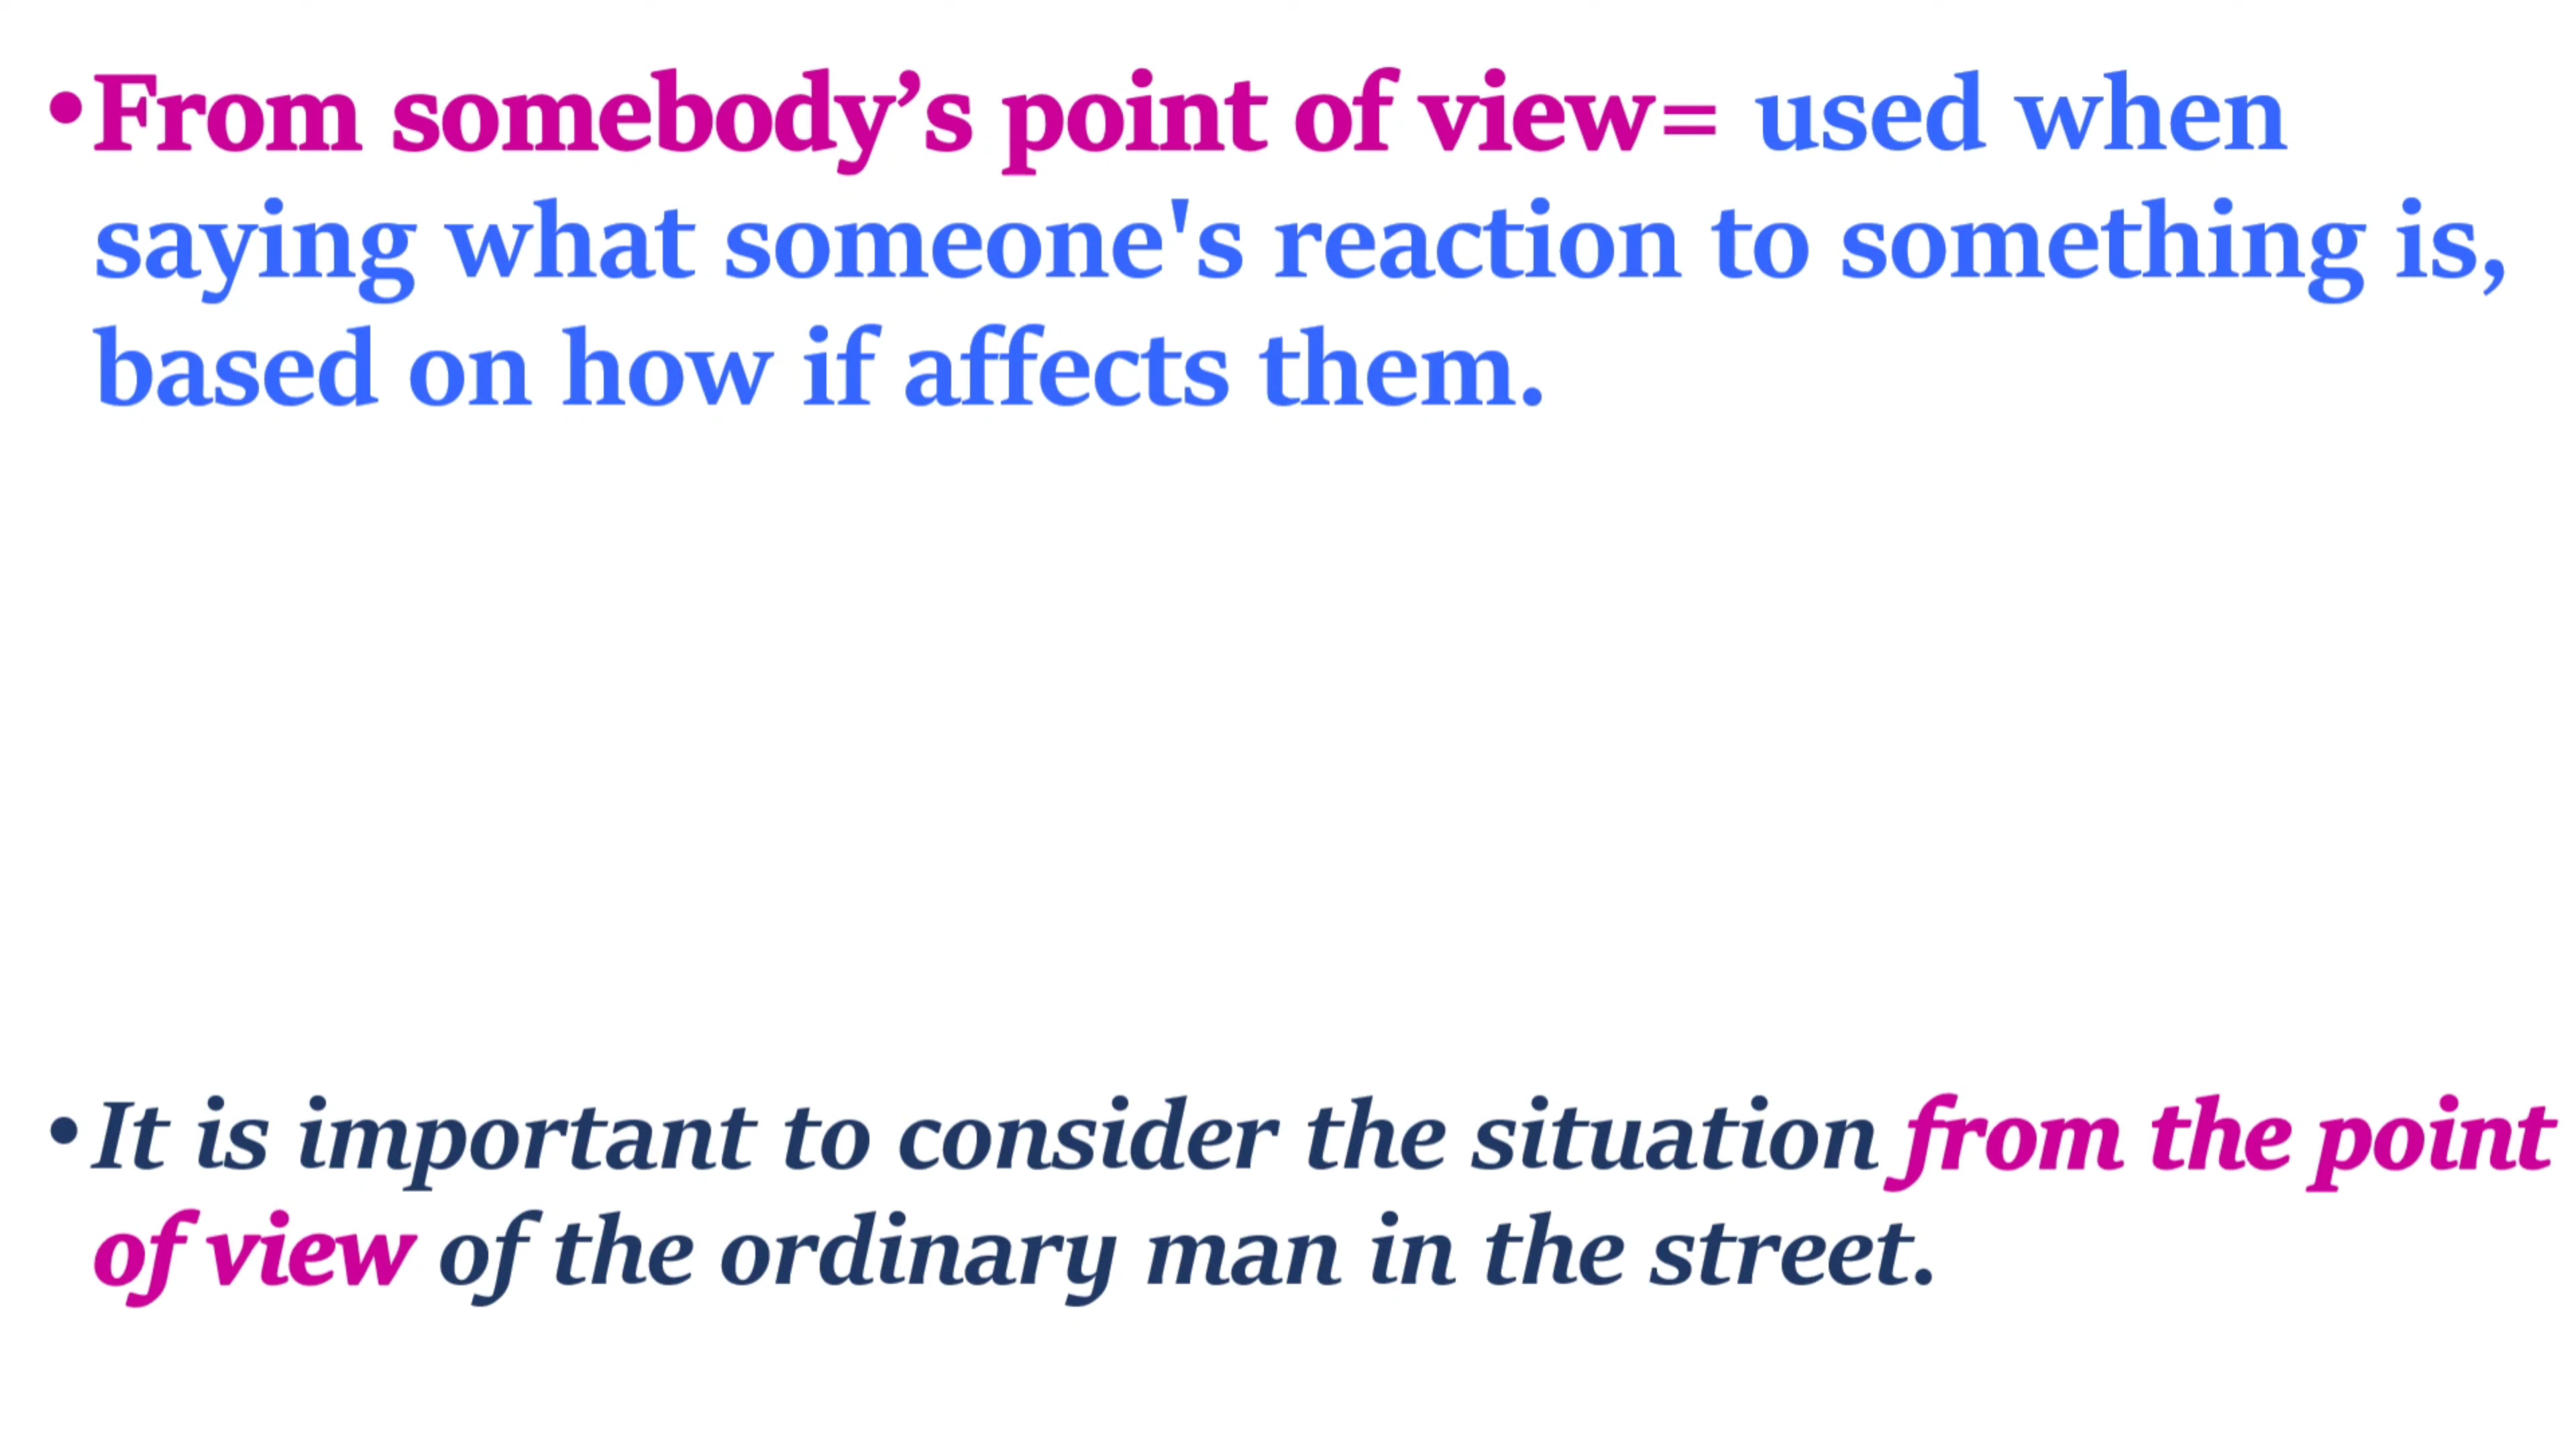 •From somebody’s point of view= used when
saying what someone's reaction to something is,
based on how if affects them.
•It is important to consider the situation from the point
of view of the ordinary man in the street.